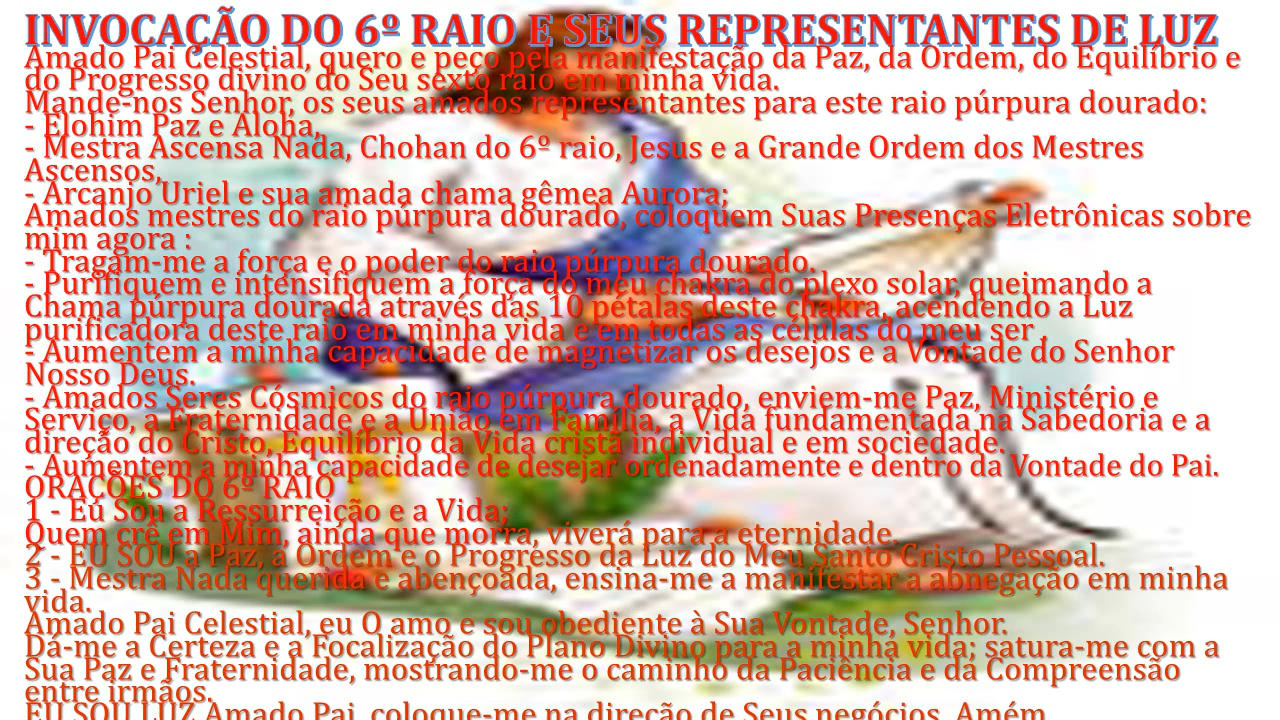 INVOCAÇÃO DO 6º RAIO E SEUS REPRESENTANTES DE LUZ
Amado Pai Celestial, quero e peço pela manifestação da Paz, da Ordem, do Equilíbrio e
do Progresso divino do Seu sexto raio em minha vida.
Mande-nos Senhor, os seus amados representantes para este raio púrpura dourado:
- Elohim Paz e Aloha,
- Mestra Ascensa Nada, Chohan do 6º raio, Jesus e a Grande Ordem dos Mestres
Ascensos,
- Arcanjo Uriel e sua amada chama gêmea Aurora;
Amados mestres do raio púrpura dourado, coloquem Suas Presenças Eletrônicas sobre
mim agora :
- Tragam-me a força e o poder do raio púrpura dourado.
- Purifiquem e intensifiquem a força do meu chakra do plexo solar, queimando a
Chama púrpura dourada através das 10 pétalas deste chakra, acendendo a Luz
purificadora deste raio em minha vida e em todas as células do meu ser .
- Aumentem a minha capacidade de magnetizar os desejos e a Vontade do Senhor
Nosso Deus.
- Amados Seres Cósmicos do raio púrpura dourado, enviem-me Paz, Ministério e
Serviço, a Fraternidade e a União em Família, a Vida fundamentada na Sabedoria e a
direção do Cristo, Equilíbrio da Vida cristã individual e em sociedade.
- Aumentem a minha capacidade de desejar ordenadamente e dentro da Vontade do Pai.
ORAÇÕES DO 6º RAIO
1 - Eu Sou a Ressurreição e a Vida;
Quem crê em Mim, ainda que morra, viverá para a eternidade.
2 - EU SOU a Paz, a Ordem e o Progresso da Luz do Meu Santo Cristo Pessoal.
3 - Mestra Nada querida e abençoada, ensina-me a manifestar a abnegação em minha
vida.
Amado Pai Celestial, eu O amo e sou obediente à Sua Vontade, Senhor.
Dá-me a Certeza e a Focalização do Plano Divino para a minha vida; satura-me com a
Sua Paz e Fraternidade, mostrando-me o caminho da Paciência e da Compreensão
entre irmãos.
EU SOU LUZ Amado Pai, coloque-me na direção de Seus negócios. Amém